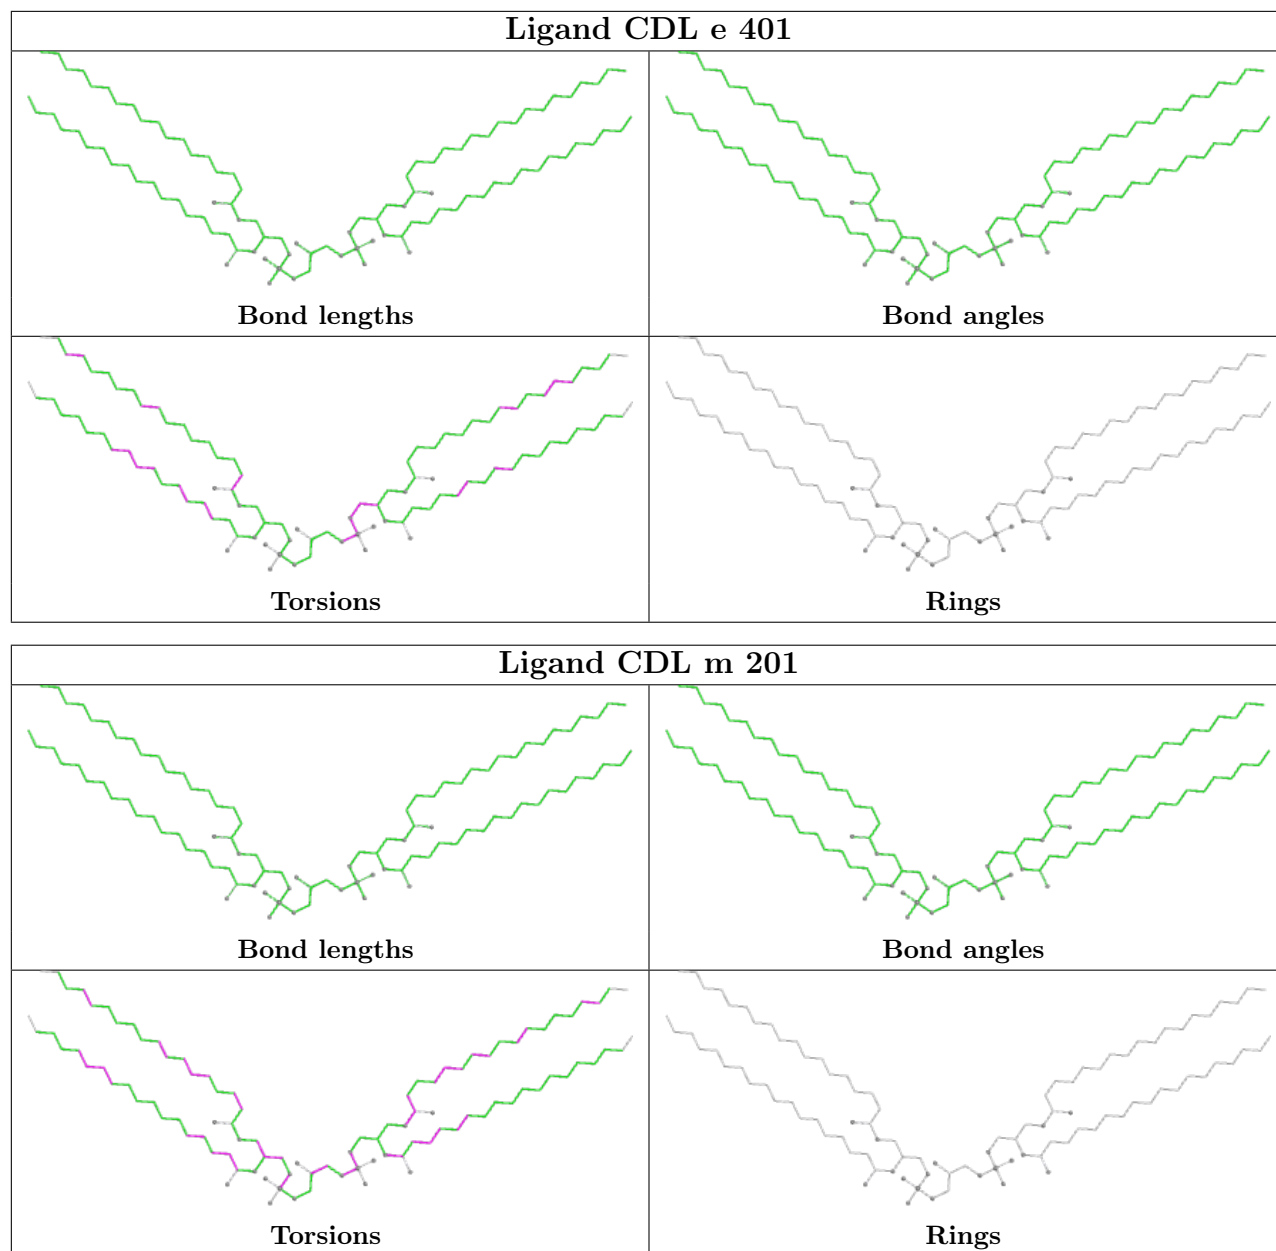 Ligand CDL e 401
Bond lengths
Bond angles
Torsions
Rings
Ligand CDL m 201
Bond lengths
Bond angles
Torsions
Rings